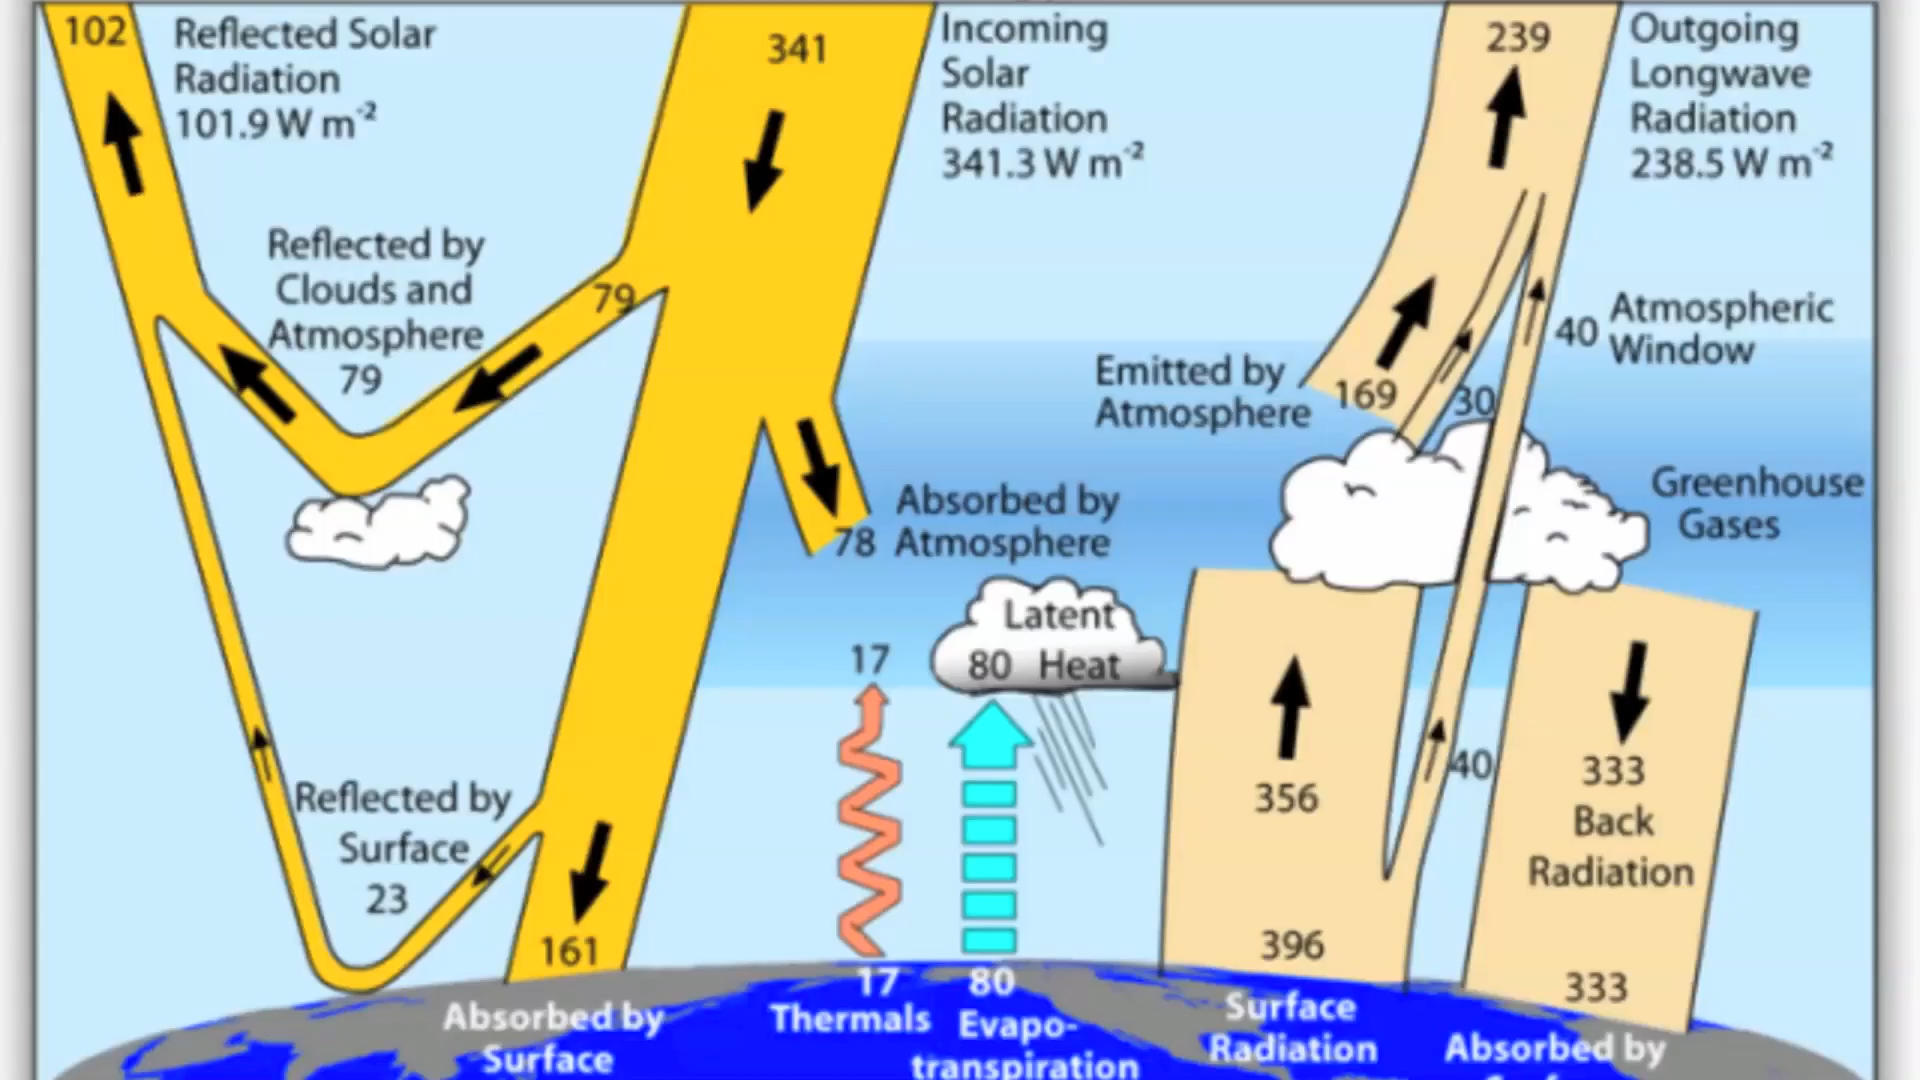 102
Reflected Solar
Radiation
101.9 W m⁻²
341
Incoming
Solar
Radiation
341.3 W m⁻²
239
Outgoing
Longwave
Radiation
238.5 W m⁻²
Reflected by
Clouds and
Atmosphere
79
79
Emitted by
Atmosphere
169
30
40
Atmospheric
Window
Greenhouse
Gases
Absorbed by
78 Atmosphere
Latent
80 Heat
17
Reflected by
Surface
23
161
356
40
333
Back
Radiation
396
333
17
Thermals
80
Evapo-
transpiration
Absorbed by
Surface
Surface
Radiation
Absorbed by